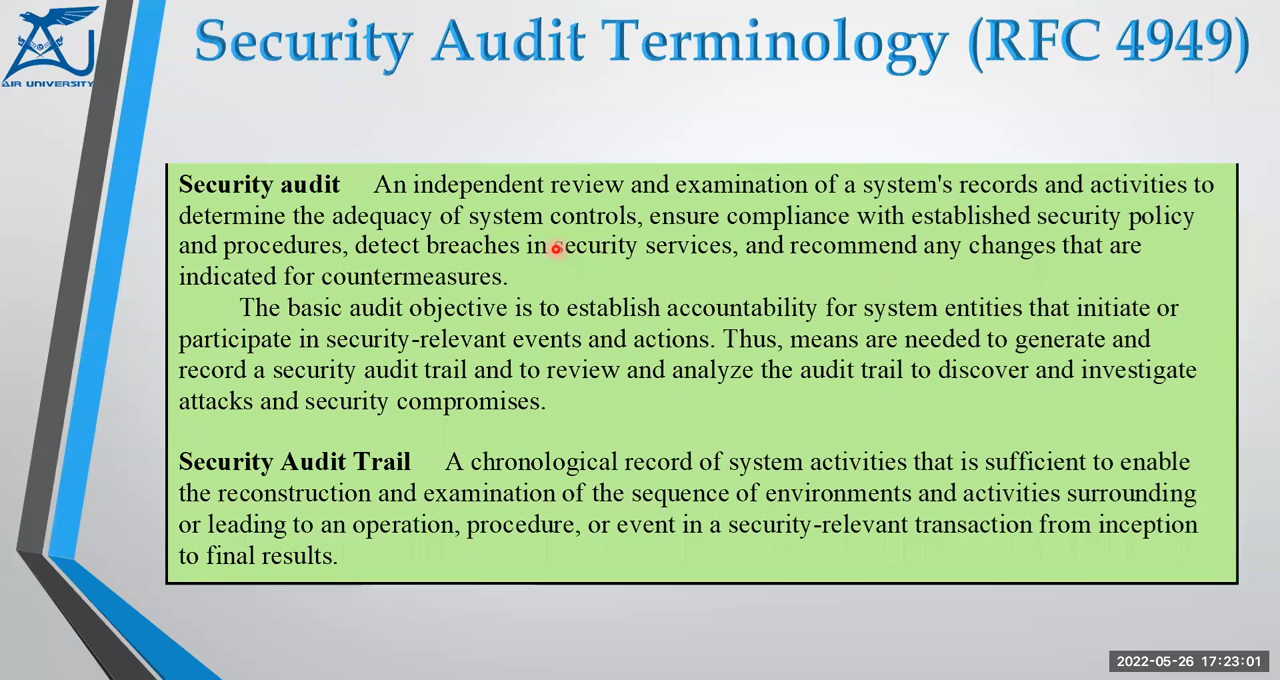 Security Audit Terminology (RFC 4949)
AIR UNIVERSITY
Security audit An independent review and examination of a system's records and activities to
determine the adequacy of system controls, ensure compliance with established security policy
and procedures, detect breaches in security services, and recommend any changes that are
indicated for countermeasures.
The basic audit objective is to establish accountability for system entities that initiate or
participate in security-relevant events and actions. Thus, means are needed to generate and
record a security audit trail and to review and analyze the audit trail to discover and investigate
attacks and security compromises.
Security Audit Trail A chronological record of system activities that is sufficient to enable
the reconstruction and examination of the sequence of environments and activities surrounding
or leading to an operation, procedure, or event in a security-relevant transaction from inception
to final results.
2022-05-26 17:23:01